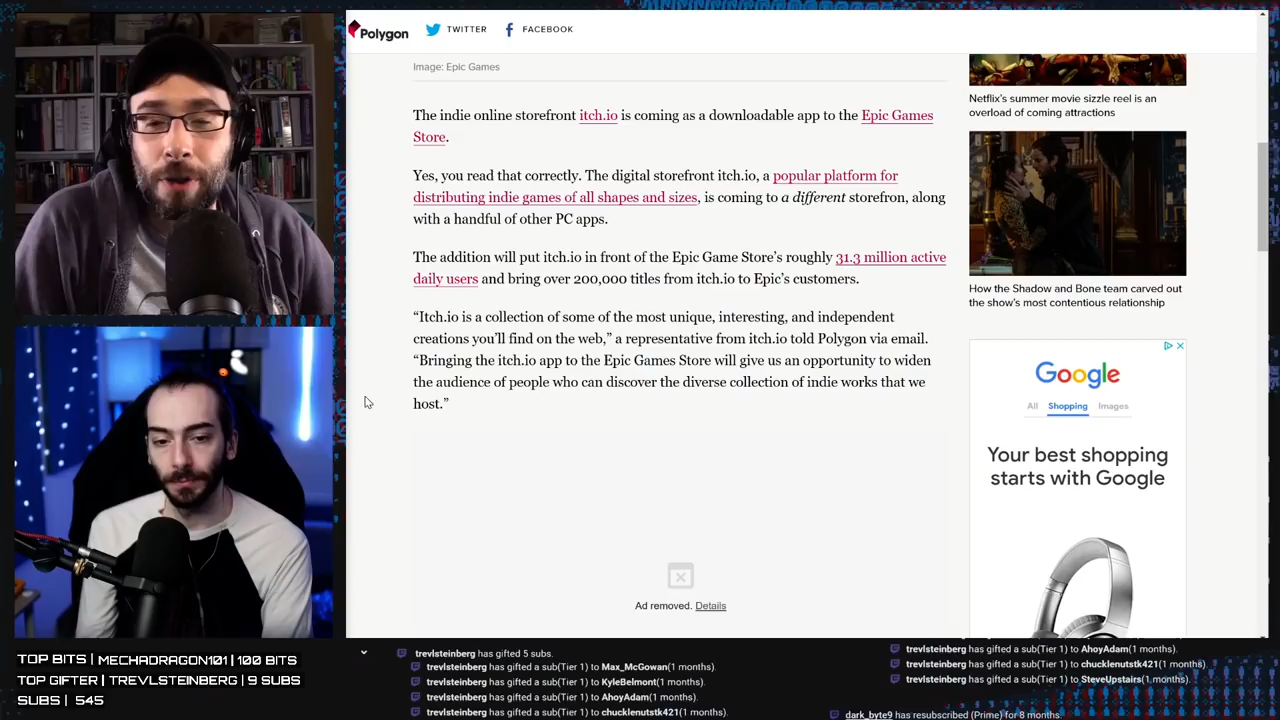 Polygon
TWITTER
FACEBOOK
Image: Epic Games
The indie online storefront itch.io is coming as a downloadable app to the Epic Games
Store.
Yes, you read that correctly. The digital storefront itch.io, a popular platform for
distributing indie games of all shapes and sizes, is coming to a different storefron, along
with a handful of other PC apps.
The addition will put itch.io in front of the Epic Game Store’s roughly 31.3 million active
daily users and bring over 200,000 titles from itch.io to Epic’s customers.
“Itch.io is a collection of some of the most unique, interesting, and independent
creations you’ll find on the web,” a representative from itch.io told Polygon via email.
“Bringing the itch.io app to the Epic Games Store will give us an opportunity to widen
the audience of people who can discover the diverse collection of indie works that we
host.”
Ad removed. Details
Netflix’s summer movie sizzle reel is an
overload of coming attractions
How the Shadow and Bone team carved out
the show’s most contentious relationship
Google
All Shopping Images
Your best shopping
starts with Google
TOP BITS | MECHADRAGON101 | 100 BITS
TOP GIFTER | TREVLSTEINBERG | 9 SUBS
SUBS | 545
trevlsteinberg has gifted 5 subs.
trevlsteinberg has gifted a sub(Tier 1) to Max_McGowan(1 months).
trevlsteinberg has gifted a sub(Tier 1) to KyleBelmont(1 months).
trevlsteinberg has gifted a sub(Tier 1) to AhoyAdam(1 months).
trevlsteinberg has gifted a sub(Tier 1) to chucklenutstk421(1 months).
trevlsteinberg has gifted a sub(Tier 1) to AhoyAdam(1 months).
trevlsteinberg has gifted a sub(Tier 1) to chucklenutstk421(1 months).
trevlsteinberg has gifted a sub(Tier 1) to SteveUpstairs(1 months).
dark_byte9 has resubscribed (Prime) for 8 months.